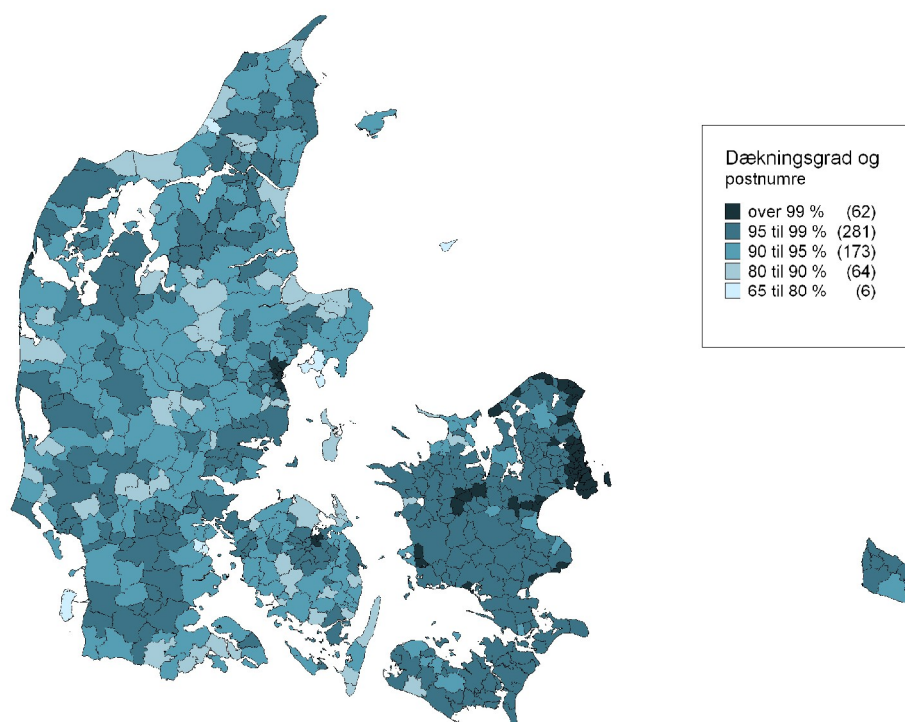 Dækningsgrad og
postnumre
over 99 % (62)
95 til 99 % (281)
90 til 95% (173)
80 til 90 % (64)
65 til 80 % (6)